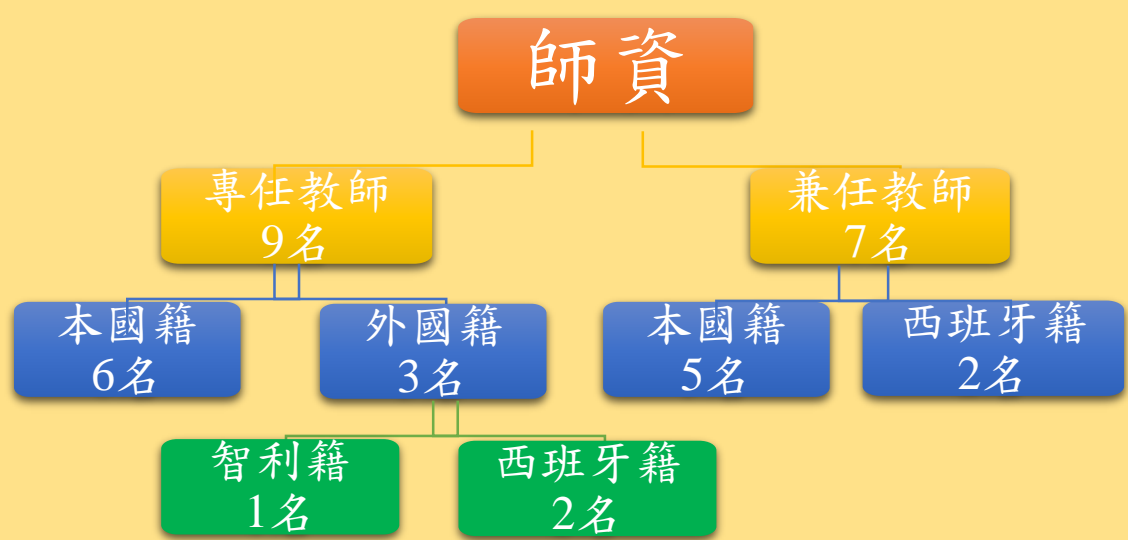 師資
專任教師
9名
兼任教師
7名
本國籍
6名
外國籍
3名
本國籍
5名
西班牙籍
2名
智利籍
1名
西班牙籍
2名